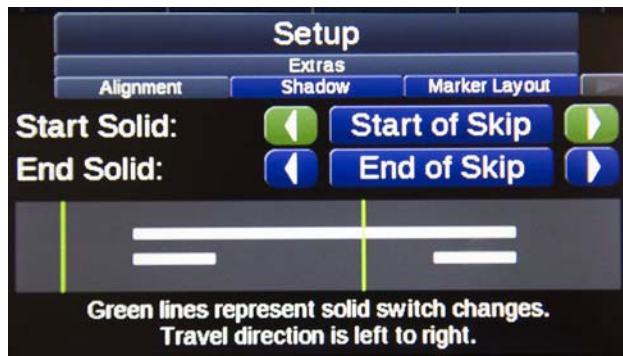 Setup
Extras
Alignment Shadow Marker Layout
Start Solid: Start of Skip
End Solid: End of Skip
Green lines represent solid switch changes.
Travel direction is left to right.